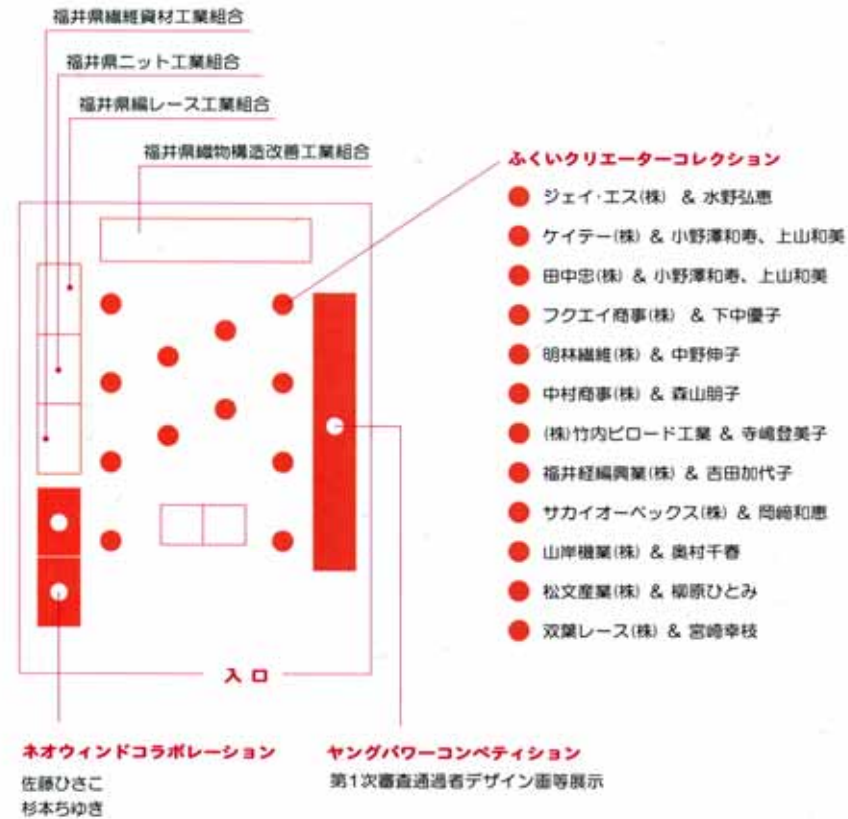 福井県繊維資材工業組合
福井県ニット工業組合
福井県編レース工業組合
福井県織物構造改善工業組合
ふくいクリエーターコレクション
ジェイ・エス(株) & 水野弘恵
ケイテー(株) & 小野澤和寿、上山和美
田中忠(株) & 小野澤和寿、上山和美
フクエイ商事(株) & 下中優子
明林繊維(株) & 中野伸子
中村商事(株) & 森山朋子
(株)竹内ビロード工業 & 寺嶋登美子
福井経編興業(株) & 吉田加代子
サカイオーベックス(株) & 岡﨑和恵
山岸機業(株) & 奥村千春
松文産業(株) & 柳原ひとみ
双葉レース(株) & 宮﨑幸枝
入口
ネオウィンドコラボレーション
佐藤ひさこ
杉本ちゆき
ヤングパワーコンペティション
第1次審査通過者デザイン画等展示